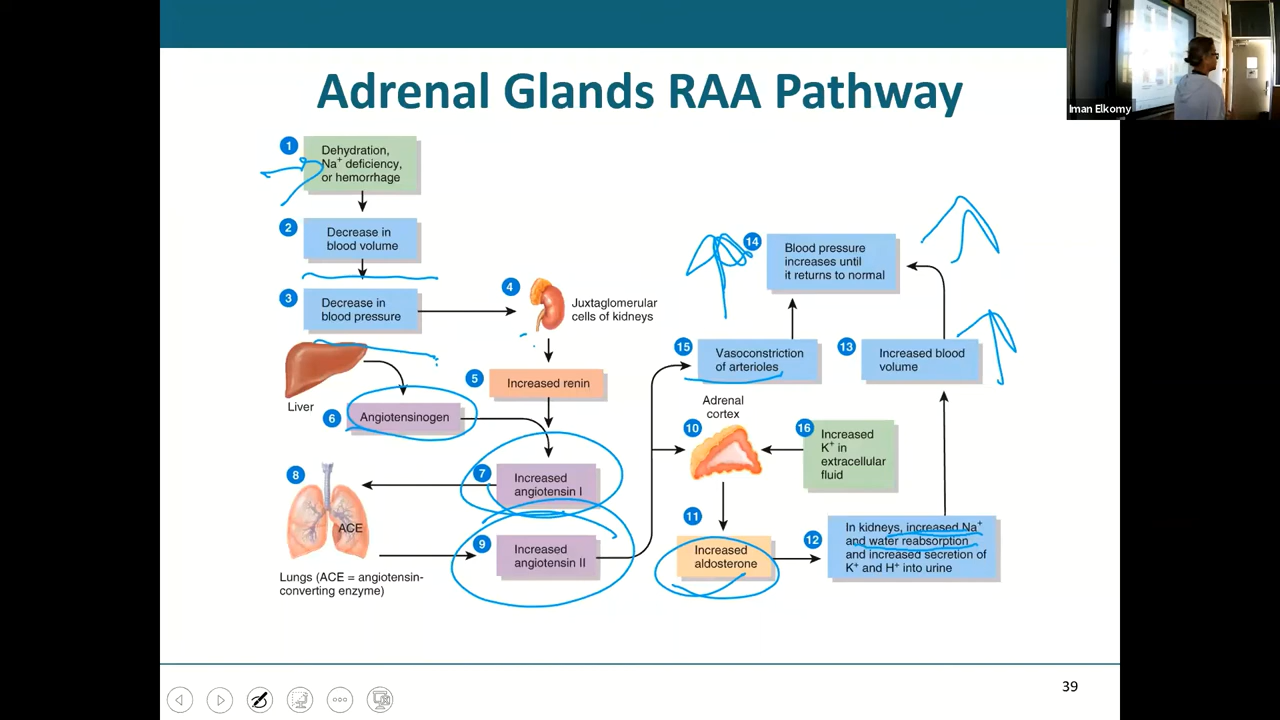 Adrenal Glands RAA Pathway
Iman Elkomy
1
Dehydration,
Na+ deficiency,
or hemorrhage
2
Decrease in
blood volume
3
Decrease in
blood pressure
4
Juxtaglomerular
cells of kidneys
5
Increased renin
Liver
6
Angiotensinogen
7
Increased
angiotensin I
8
ACE
Lungs (ACE = angiotensin-
converting enzyme)
9
Increased
angiotensin II
14
Blood pressure
increases until
it returns to normal
15
Vasoconstriction
of arterioles
13
Increased blood
volume
Adrenal
cortex
10
16
Increased
K+ in
extracellular
fluid
11
Increased
aldosterone
12
In kidneys, increased Na+
and water reabsorption
and increased secretion of
K+ and H+ into urine
39